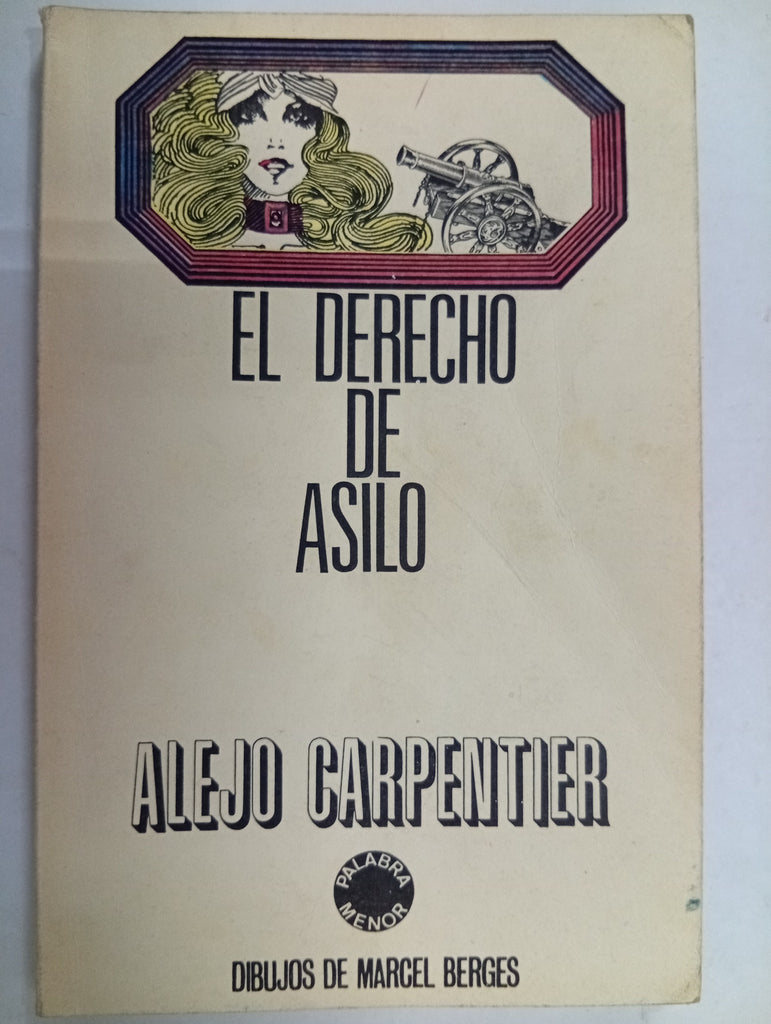 EL DERECHO
DE
ASILO
ALEJO CARPENTIER
PALABRA
MENOR
DIBUJOS DE MARCEL BERGES